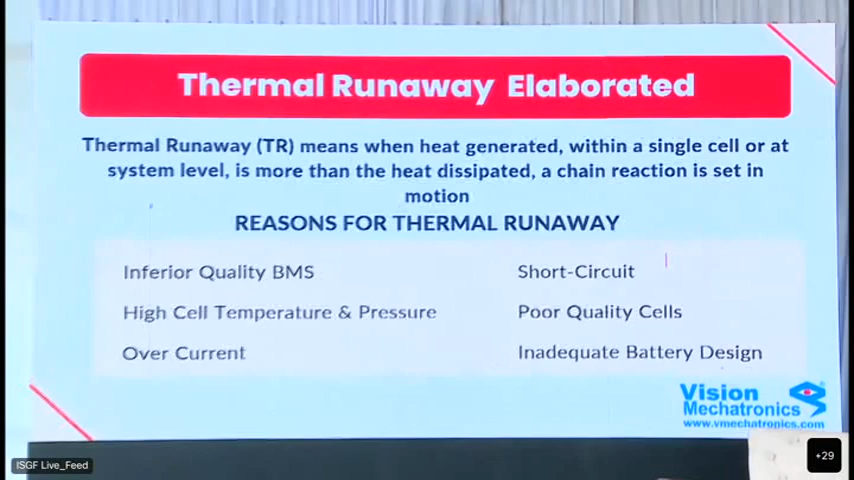 Thermal Runaway Elaborated
Thermal Runaway (TR) means when heat generated, within a single cell or at
system level, is more than the heat dissipated, a chain reaction is set in
motion
REASONS FOR THERMAL RUNAWAY
Inferior Quality BMS
Short-Circuit
High Cell Temperature & Pressure
Poor Quality Cells
Over Current
Inadequate Battery Design
Vision
Mechatronics
www.vmechatronics.com
ISGF Live_Feed
+29